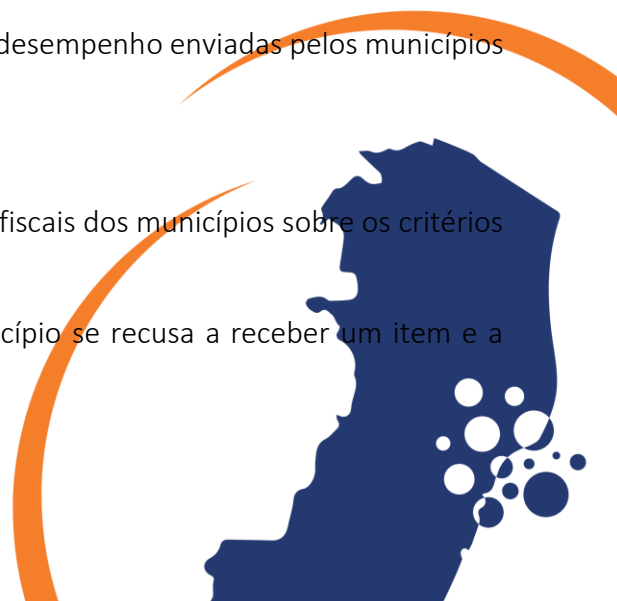 desempenho enviadas pelos municípios
fiscais dos municípios sobre os critérios
cípio se recusa a receber um item e a